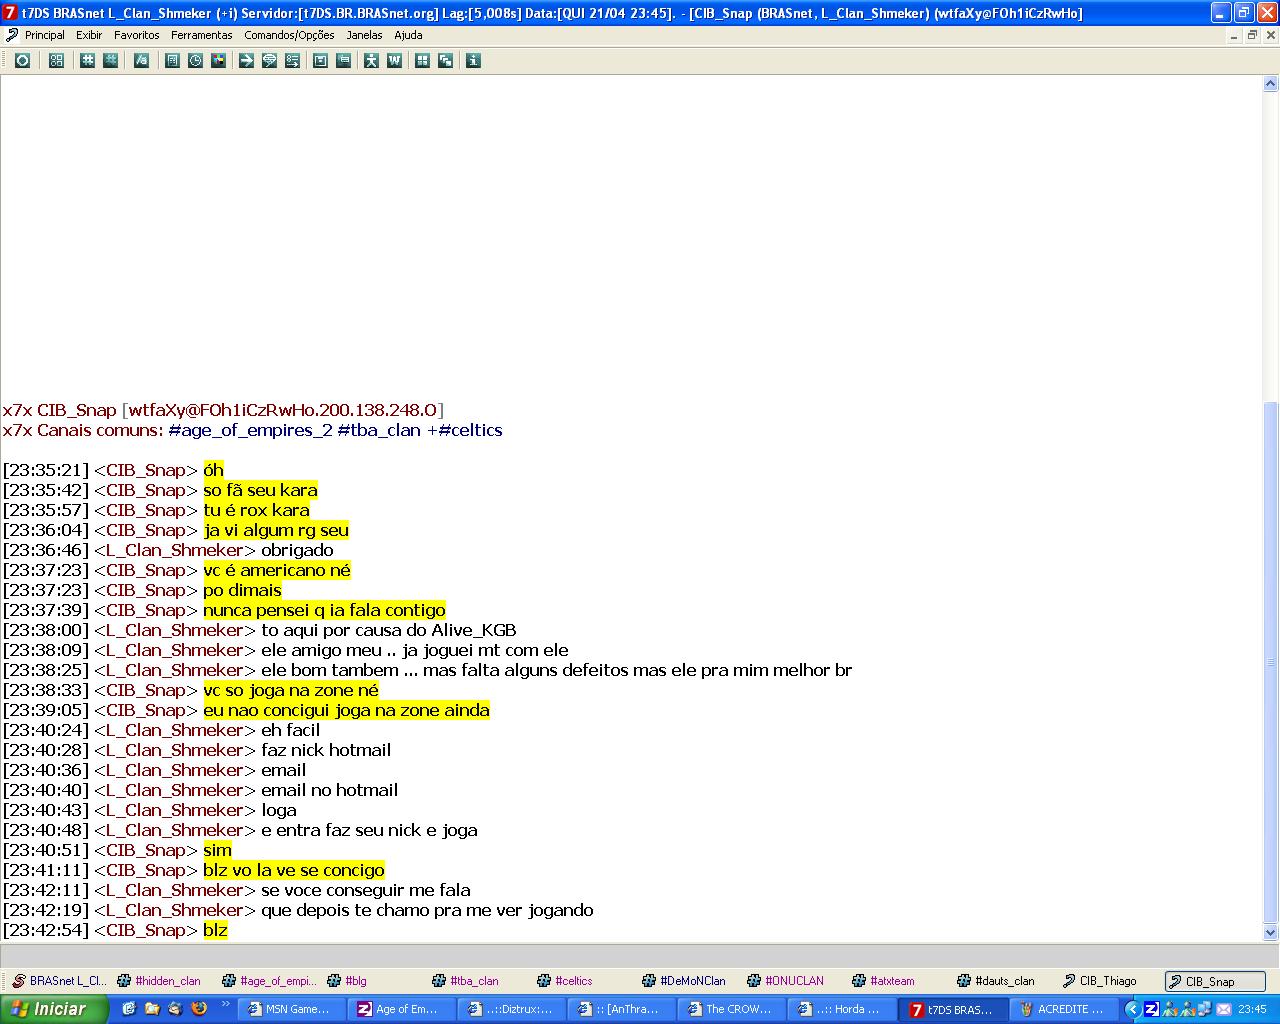 t7DS BRASnet L_Clan_Shmeker (+i) Servidor:[t7DS.BR.BRASnet.org] Lag:[5,008s] Data:[QUI 21/04 23:45]. - [CIB_Snap (BRASnet, L_Clan_Shmeker) (wtfaXy@FOh1iCzRwHo]
Principal Exibir Favoritos Ferramentas Comandos/Opções Janelas Ajuda
x7x CIB_Snap [wtfaXy@FOh1iCzRwHo.200.138.248.O]
x7x Canais comuns: #age_of_empires_2 #tba_clan +#celtics
[23:35:21] <CIB_Snap> óh
[23:35:42] <CIB_Snap> so fã seu kara
[23:35:57] <CIB_Snap> tu é rox kara
[23:36:04] <CIB_Snap> ja vi algum rg seu
[23:36:46] <L_Clan_Shmeker> obrigado
[23:37:23] <CIB_Snap> vc é americano né
[23:37:23] <CIB_Snap> po dimais
[23:37:39] <CIB_Snap> nunca pensei q ia fala contigo
[23:38:00] <L_Clan_Shmeker> to aqui por causa do Alive_KGB
[23:38:09] <L_Clan_Shmeker> ele amigo meu .. ja joguei mt com ele
[23:38:25] <L_Clan_Shmeker> ele bom tambem ... mas falta alguns defeitos mas ele pra mim melhor br
[23:38:33] <CIB_Snap> vc so joga na zone né
[23:39:05] <CIB_Snap> eu nao concigui joga na zone ainda
[23:40:24] <L_Clan_Shmeker> eh facil
[23:40:28] <L_Clan_Shmeker> faz nick hotmail
[23:40:36] <L_Clan_Shmeker> email
[23:40:40] <L_Clan_Shmeker> email no hotmail
[23:40:43] <L_Clan_Shmeker> loga
[23:40:48] <L_Clan_Shmeker> e entra faz seu nick e joga
[23:40:51] <CIB_Snap> sim
[23:41:11] <CIB_Snap> blz vo la ve se concigo
[23:42:11] <L_Clan_Shmeker> se voce conseguir me fala
[23:42:19] <L_Clan_Shmeker> que depois te chamo pra me ver jogando
[23:42:54] <CIB_Snap> blz
BRASnet L_Cl... #hidden_clan #age_of_empi... #blg #tba_clan #celtics #DeMoNClan #ONUCLAN #atxteam #dauts_clan CIB_Thiago CIB_Snap
Iniciar MSN Game... Age of Em... ..::Diztrux:... :: [AnThra... The CROW... ..:: Horda ... t7DS BRAS... ACREDITE ... 23:45